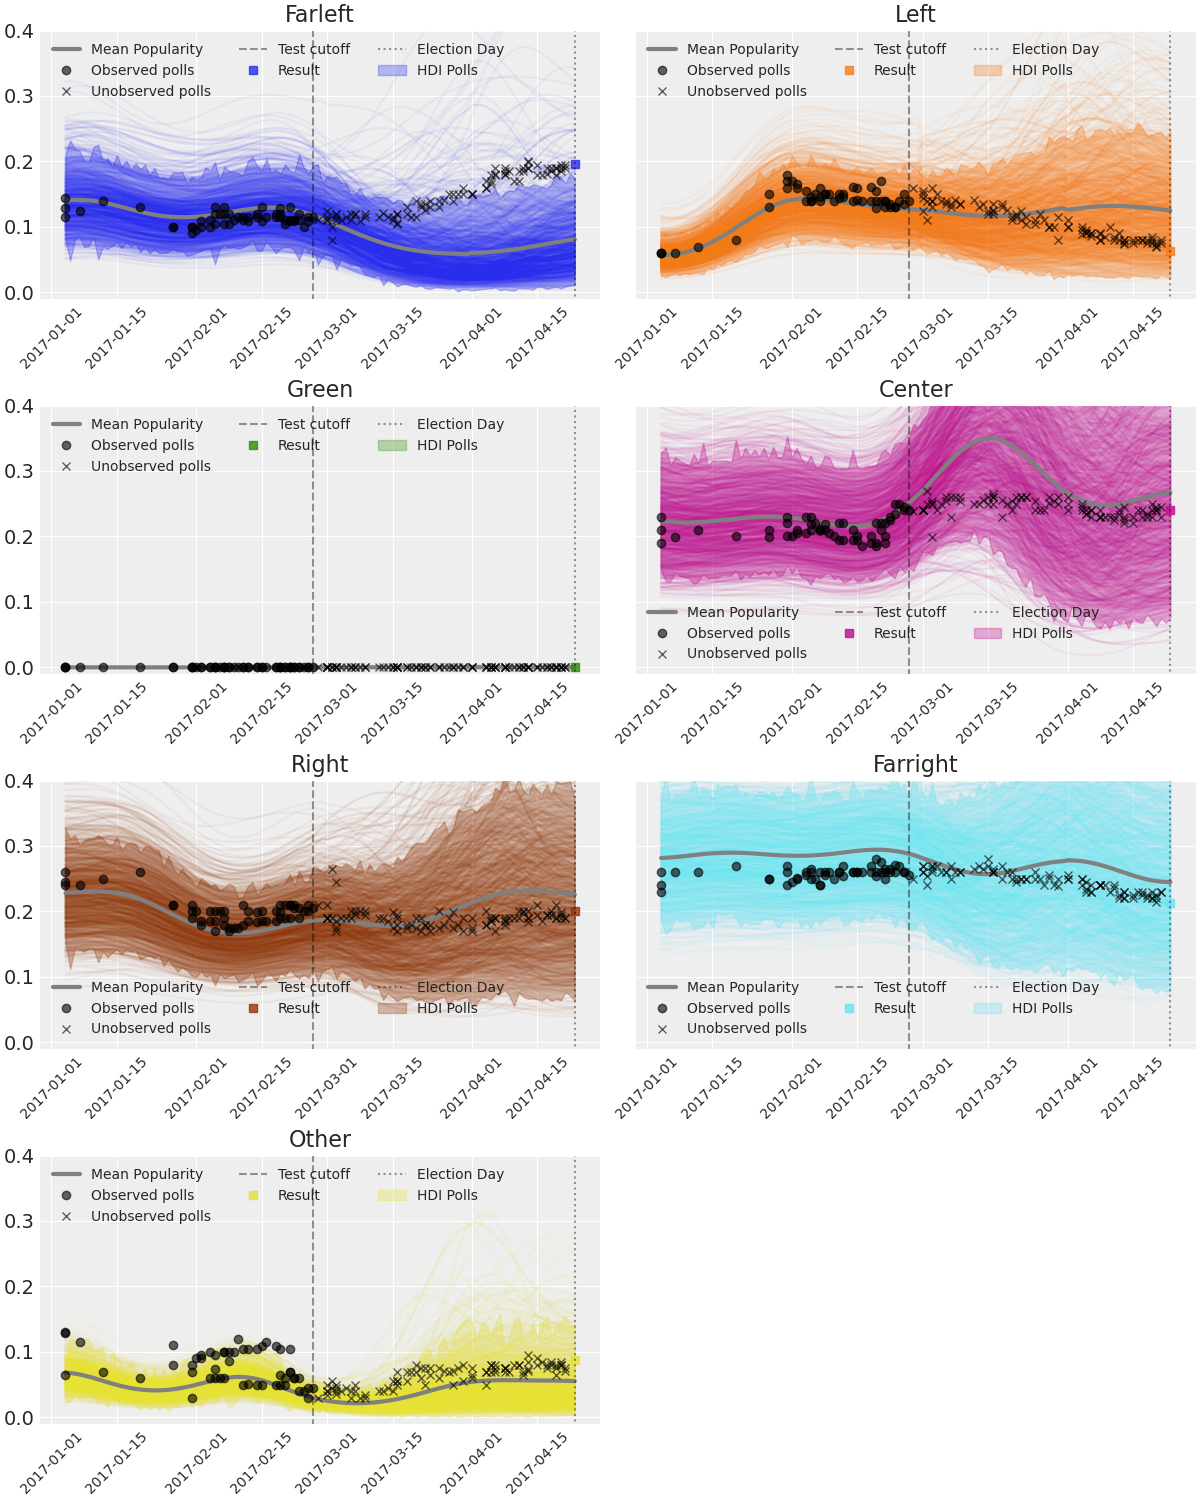 Farleft
Mean Popularity Test cutoff Election Day
Observed polls Result HDI Polls
Unobserved polls
0.4
0.3
0.2
0.1
0.0
2017-01-01 2017-01-15 2017-02-01 2017-02-15 2017-03-01 2017-03-15 2017-04-01 2017-04-15
Left
Mean Popularity Test cutoff Election Day
Observed polls Result HDI Polls
Unobserved polls
2017-01-01 2017-01-15 2017-02-01 2017-02-15 2017-03-01 2017-03-15 2017-04-01 2017-04-15
Green
Mean Popularity Test cutoff Election Day
Observed polls Result HDI Polls
Unobserved polls
0.4
0.3
0.2
0.1
0.0
2017-01-01 2017-01-15 2017-02-01 2017-02-15 2017-03-01 2017-03-15 2017-04-01 2017-04-15
Center
Mean Popularity Test cutoff Election Day
Observed polls Result HDI Polls
Unobserved polls
2017-01-01 2017-01-15 2017-02-01 2017-02-15 2017-03-01 2017-03-15 2017-04-01 2017-04-15
Right
0.4
0.3
0.2
0.1
0.0
Mean Popularity Test cutoff Election Day
Observed polls Result HDI Polls
Unobserved polls
2017-01-01 2017-01-15 2017-02-01 2017-02-15 2017-03-01 2017-03-15 2017-04-01 2017-04-15
Farright
Mean Popularity Test cutoff Election Day
Observed polls Result HDI Polls
Unobserved polls
2017-01-01 2017-01-15 2017-02-01 2017-02-15 2017-03-01 2017-03-15 2017-04-01 2017-04-15
Other
Mean Popularity Test cutoff Election Day
Observed polls Result HDI Polls
Unobserved polls
0.4
0.3
0.2
0.1
0.0
2017-01-01 2017-01-15 2017-02-01 2017-02-15 2017-03-01 2017-03-15 2017-04-01 2017-04-15